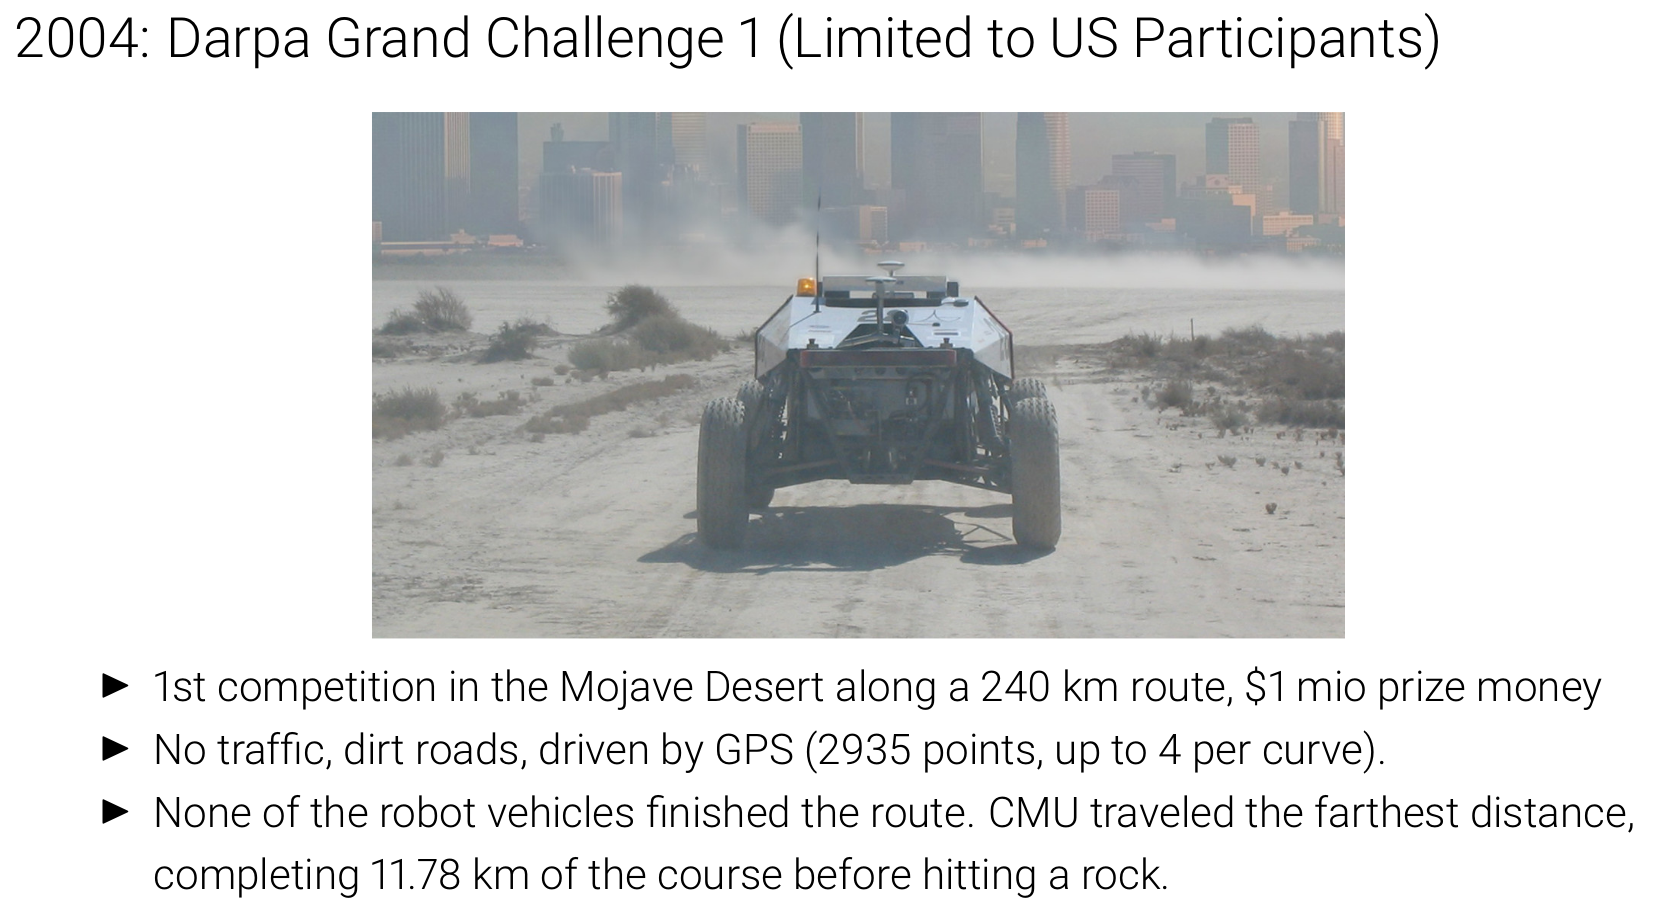 2004: Darpa Grand Challenge 1 (Limited to US Participants)
► 1st competition in the Mojave Desert along a 240 km route, $1 mio prize money
► No traffic, dirt roads, driven by GPS (2935 points, up to 4 per curve).
► None of the robot vehicles finished the route. CMU traveled the farthest distance,
completing 11.78 km of the course before hitting a rock.